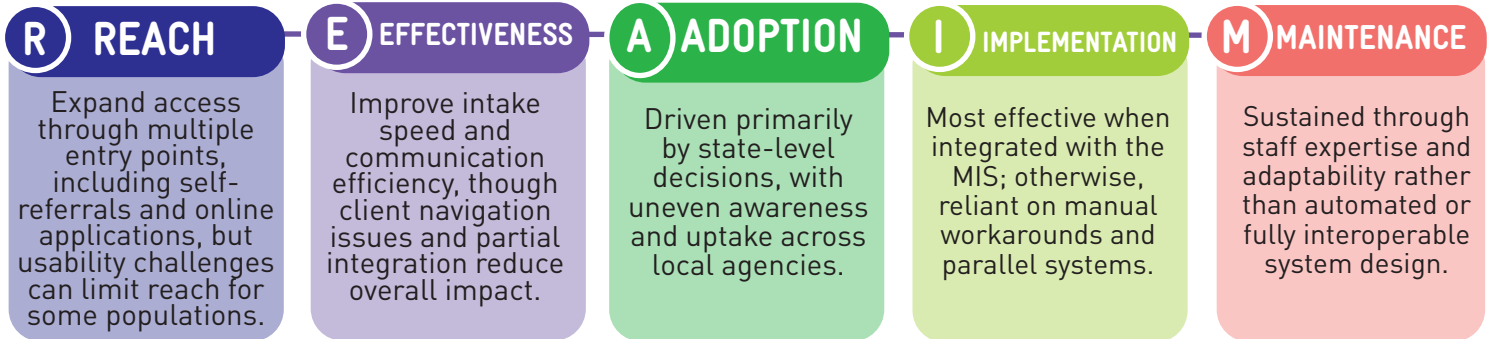 R REACH
Expand access
through multiple
entry points,
including self-
referrals and online
applications, but
usability challenges
can limit reach for
some populations.
E EFFECTIVENESS
Improve intake
speed and
communication
efficiency, though
client navigation
issues and partial
integration reduce
overall impact.
A ADOPTION
Driven primarily
by state-level
decisions, with
uneven awareness
and uptake across
local agencies.
I IMPLEMENTATION
Most effective when
integrated with the
MIS; otherwise,
reliant on manual
workarounds and
parallel systems.
M MAINTENANCE
Sustained through
staff expertise and
adaptability rather
than automated or
fully interoperable
system design.